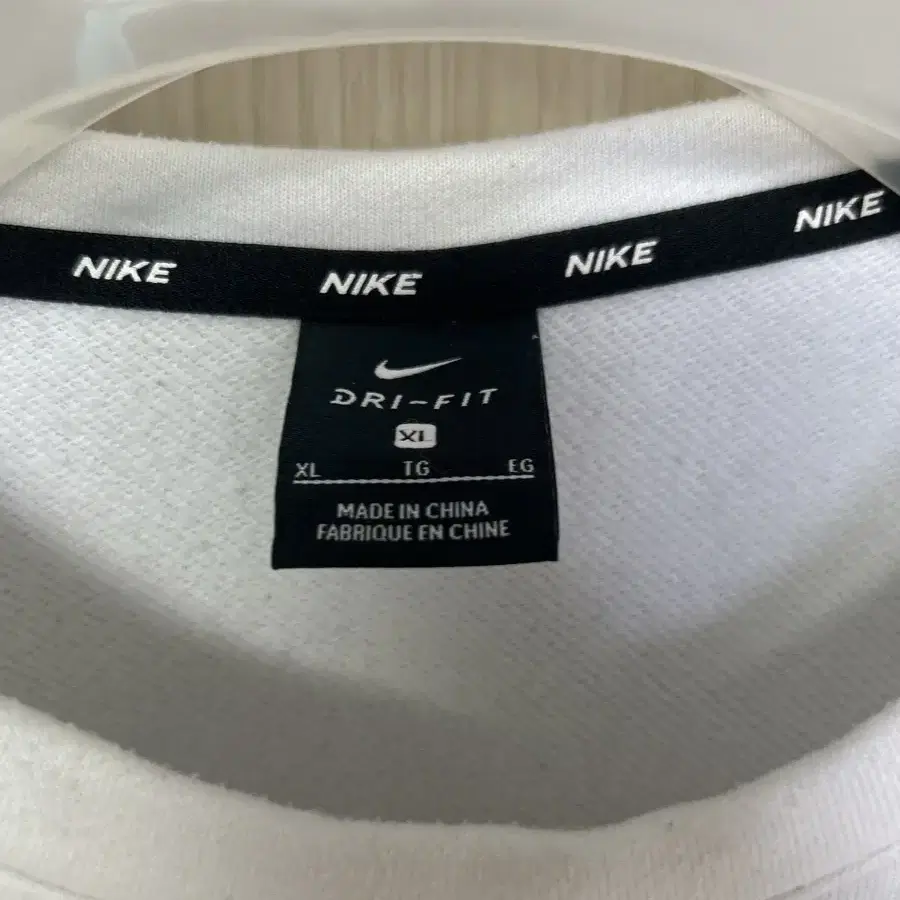 NIKE NIKE NIKE NIKE
DRI-FIT
XL
XL TG EG
MADE IN CHINA
FABRIQUE EN CHINE